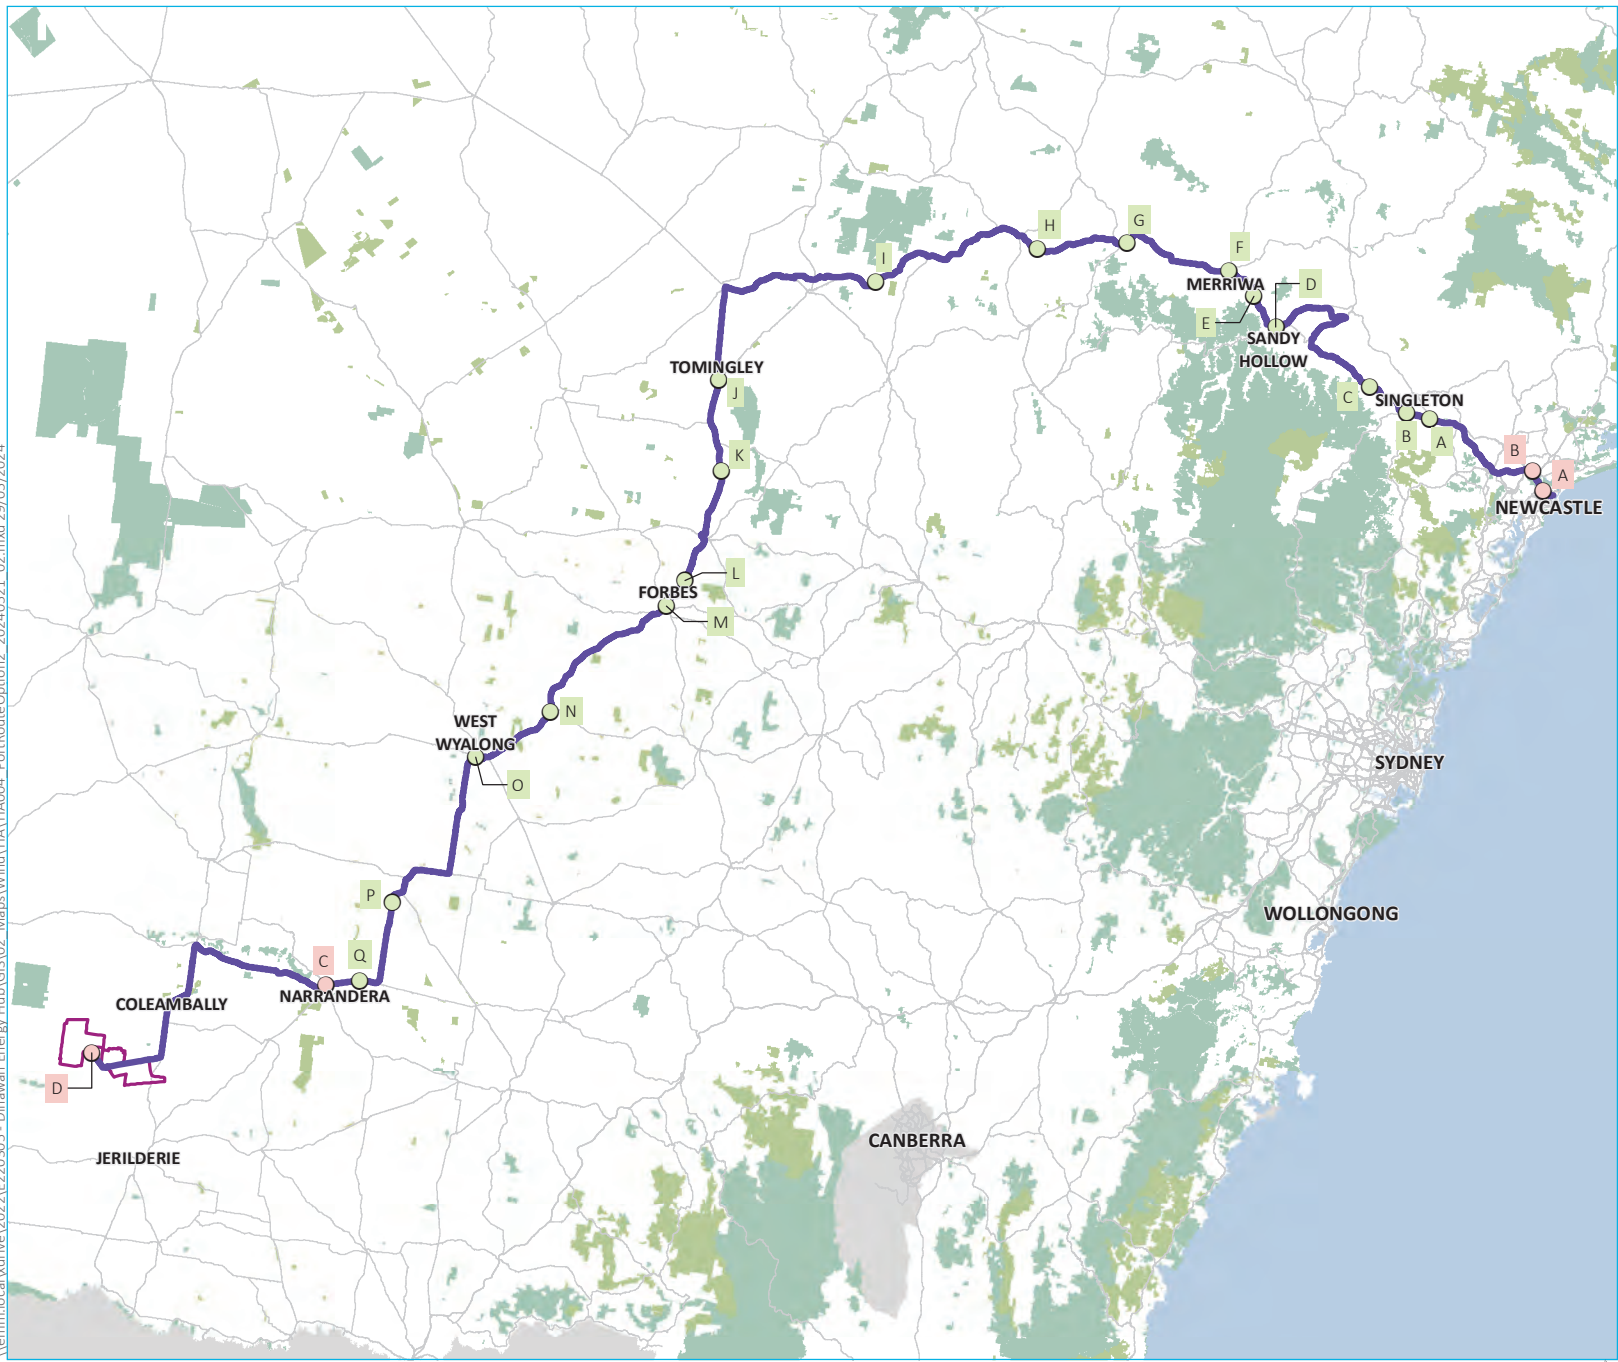 G
H
F
I
MERRIWA
D
E
SANDY
HOLLOW
TOMINGLEY
J
C
SINGLETON
B
A
K
B
A
NEWCASTLE
L
FORBES
M
N
WEST
WYALONG
O
SYDNEY
P
WOLLONGONG
C
Q
NARRANDERA
COLEAMBALLY
D
CANBERRA
JERILDERIE